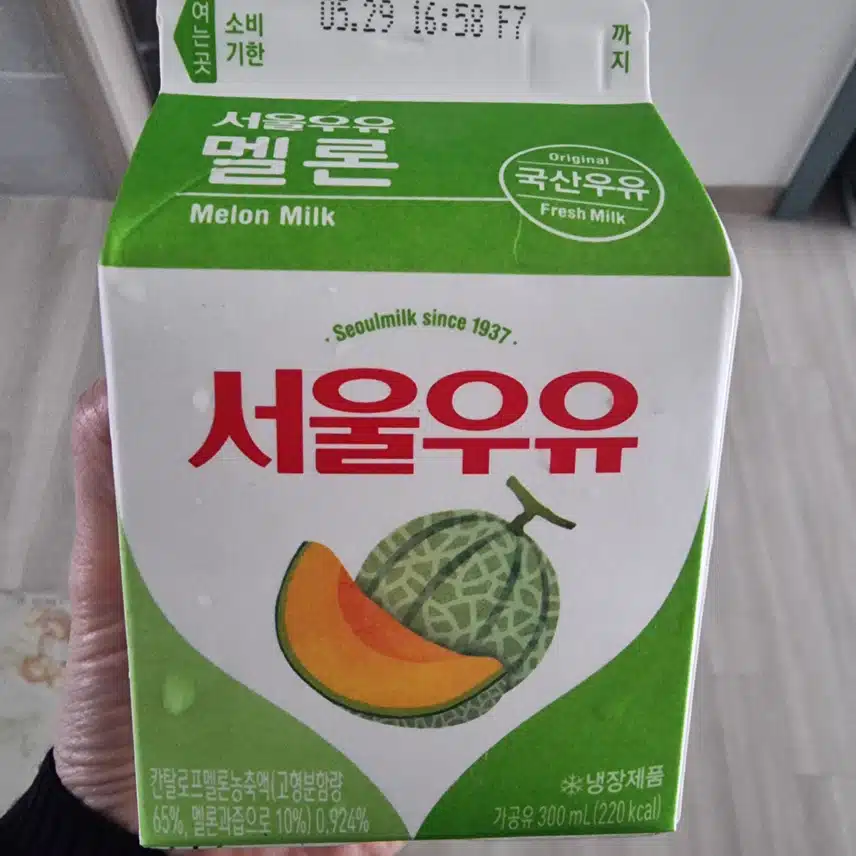 여는곳
소비
기한
05.29 16:58 F7
까
지
서울우유
멜론
Melon Milk
Original
국산우유
Fresh Milk
· Seoulmilk since 1937 ·
서울우유
칸탈로프멜론농축액(고형분함량
65%, 멜론과즙으로 10%) 0.924%
냉장제품
가공유 300 mL (220 kcal)